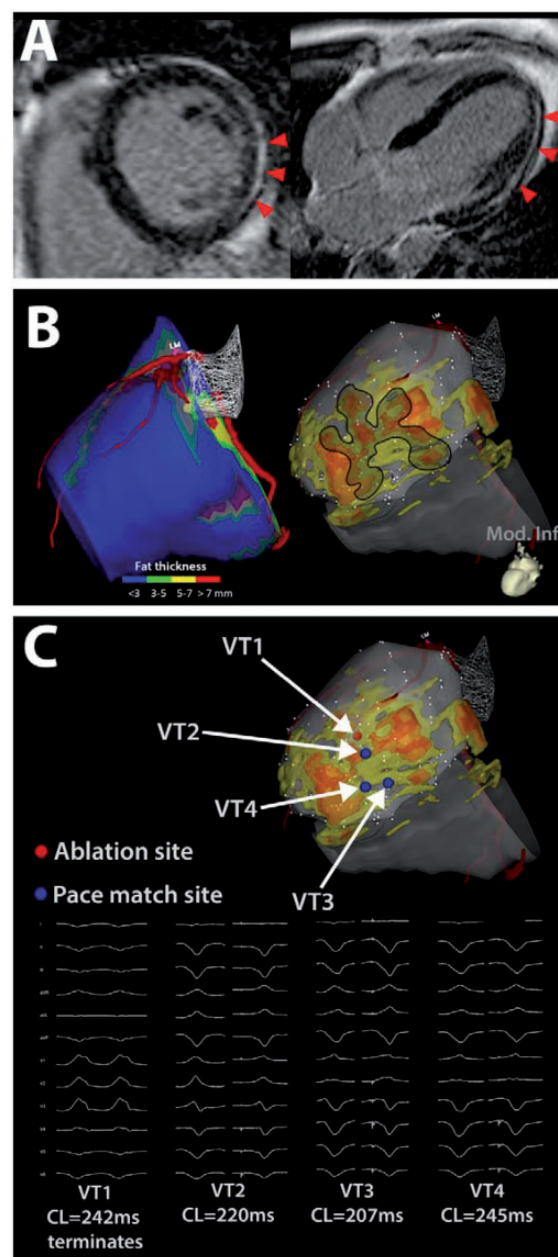 A
B
LM
LM
Fat thickness
<3 3-5 5-7 > 7 mm
Mod. Inf
C
LM
VT1
VT2
VT4
VT3
Ablation site
Pace match site
VT1
CL=242ms
terminates
VT2
CL=220ms
VT3
CL=207ms
VT4
CL=245ms